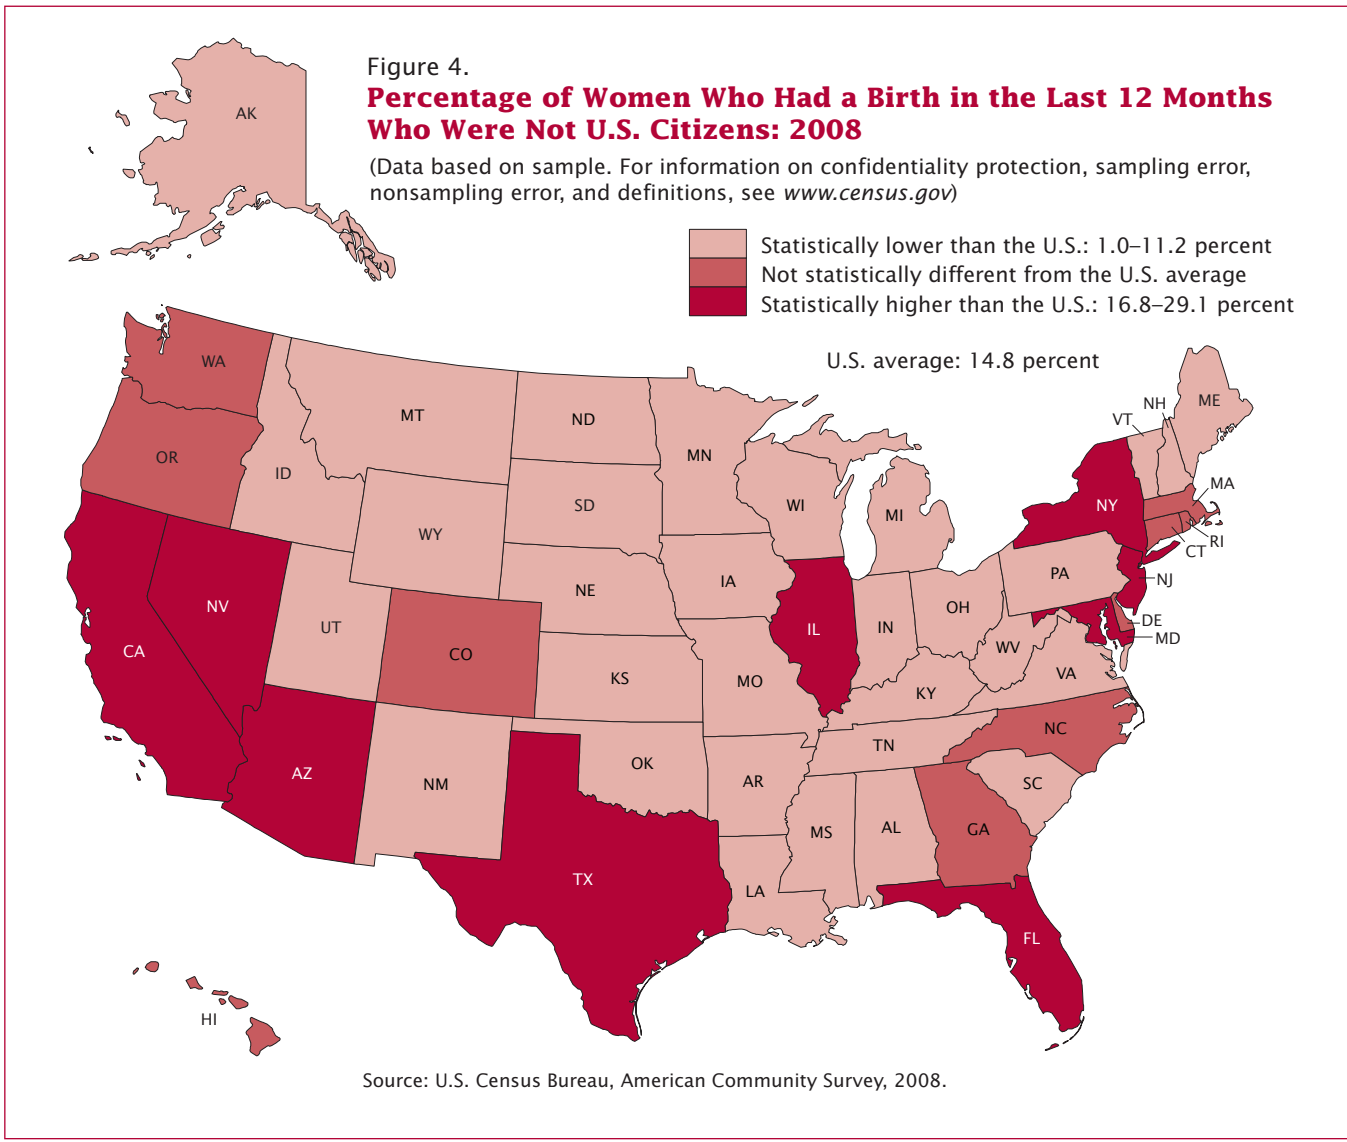 Figure 4.
Percentage of Women Who Had a Birth in the Last 12 Months
Who Were Not U.S. Citizens: 2008
(Data based on sample. For information on confidentiality protection, sampling error,
nonsampling error, and definitions, see www.census.gov)
Statistically lower than the U.S.: 1.0–11.2 percent
Not statistically different from the U.S. average
Statistically higher than the U.S.: 16.8–29.1 percent
U.S. average: 14.8 percent
AK
WA
OR
ID
MT
ND
MN
SD
WY
WI
MI
VT
NH
ME
MA
NY
RI
CT
NJ
PA
DE
MD
CA
NV
UT
CO
NE
IA
IL
IN
OH
WV
VA
KS
MO
KY
NC
TN
SC
AZ
NM
OK
AR
MS
AL
GA
TX
LA
FL
HI
Source: U.S. Census Bureau, American Community Survey, 2008.